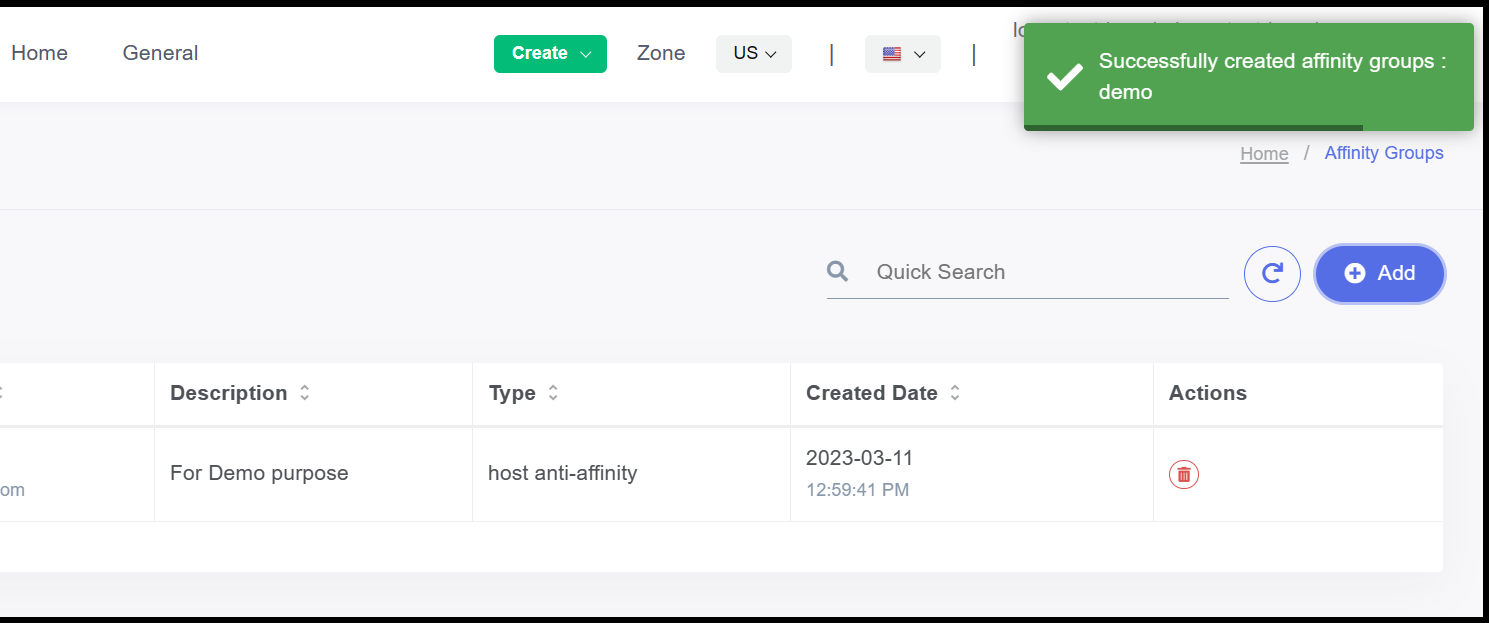 Home General Create Zone US | |
Successfully created affinity groups :
demo
Home / Affinity Groups
Quick Search Add
Description Type Created Date Actions
For Demo purpose host anti-affinity 2023-03-11
om 12:59:41 PM